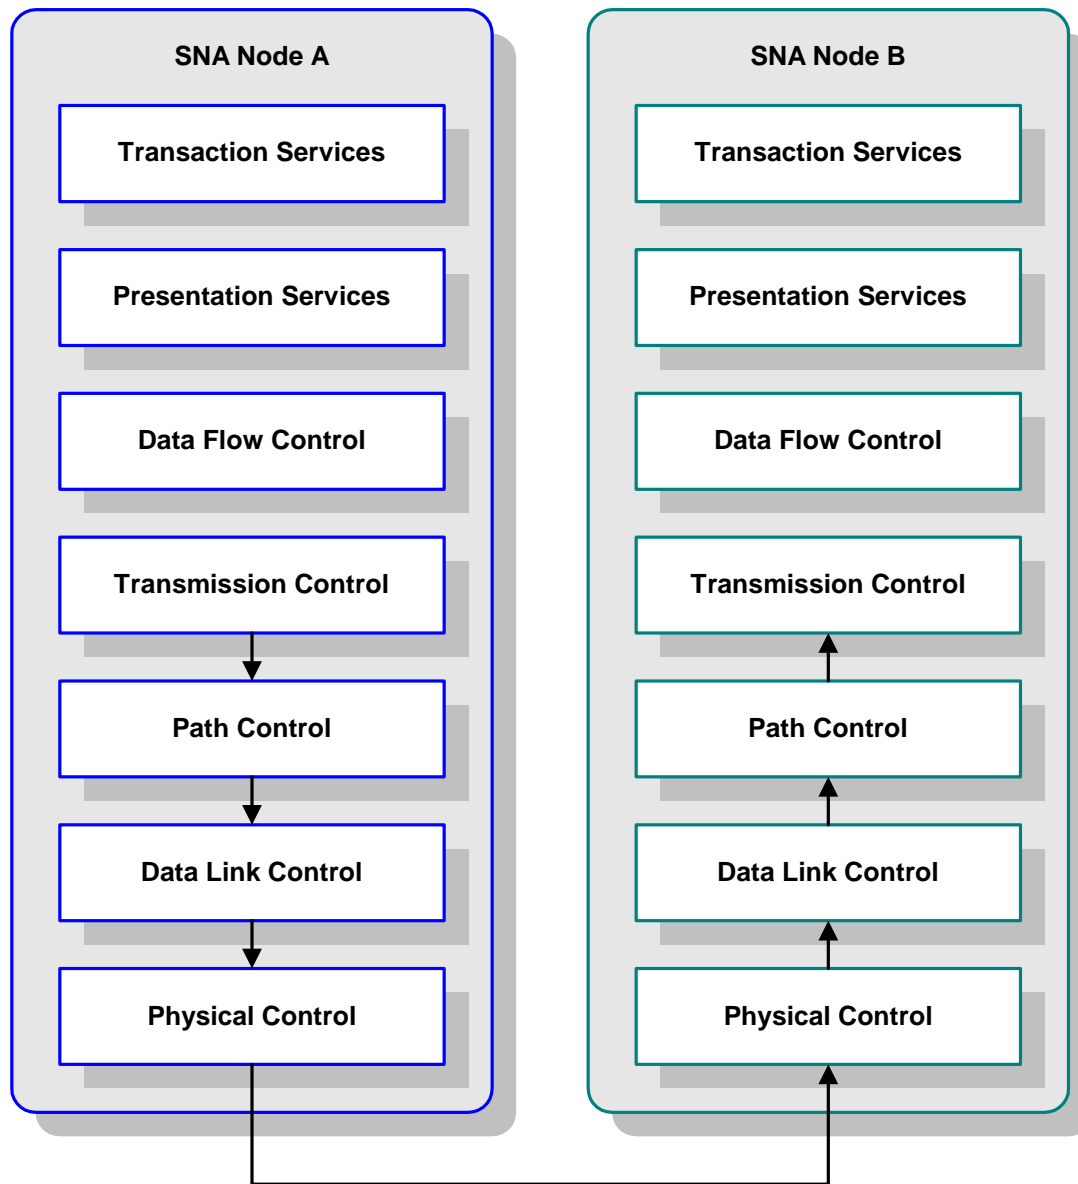 SNA Node A
Transaction Services
Presentation Services
Data Flow Control
Transmission Control
Path Control
Data Link Control
Physical Control
SNA Node B
Transaction Services
Presentation Services
Data Flow Control
Transmission Control
Path Control
Data Link Control
Physical Control